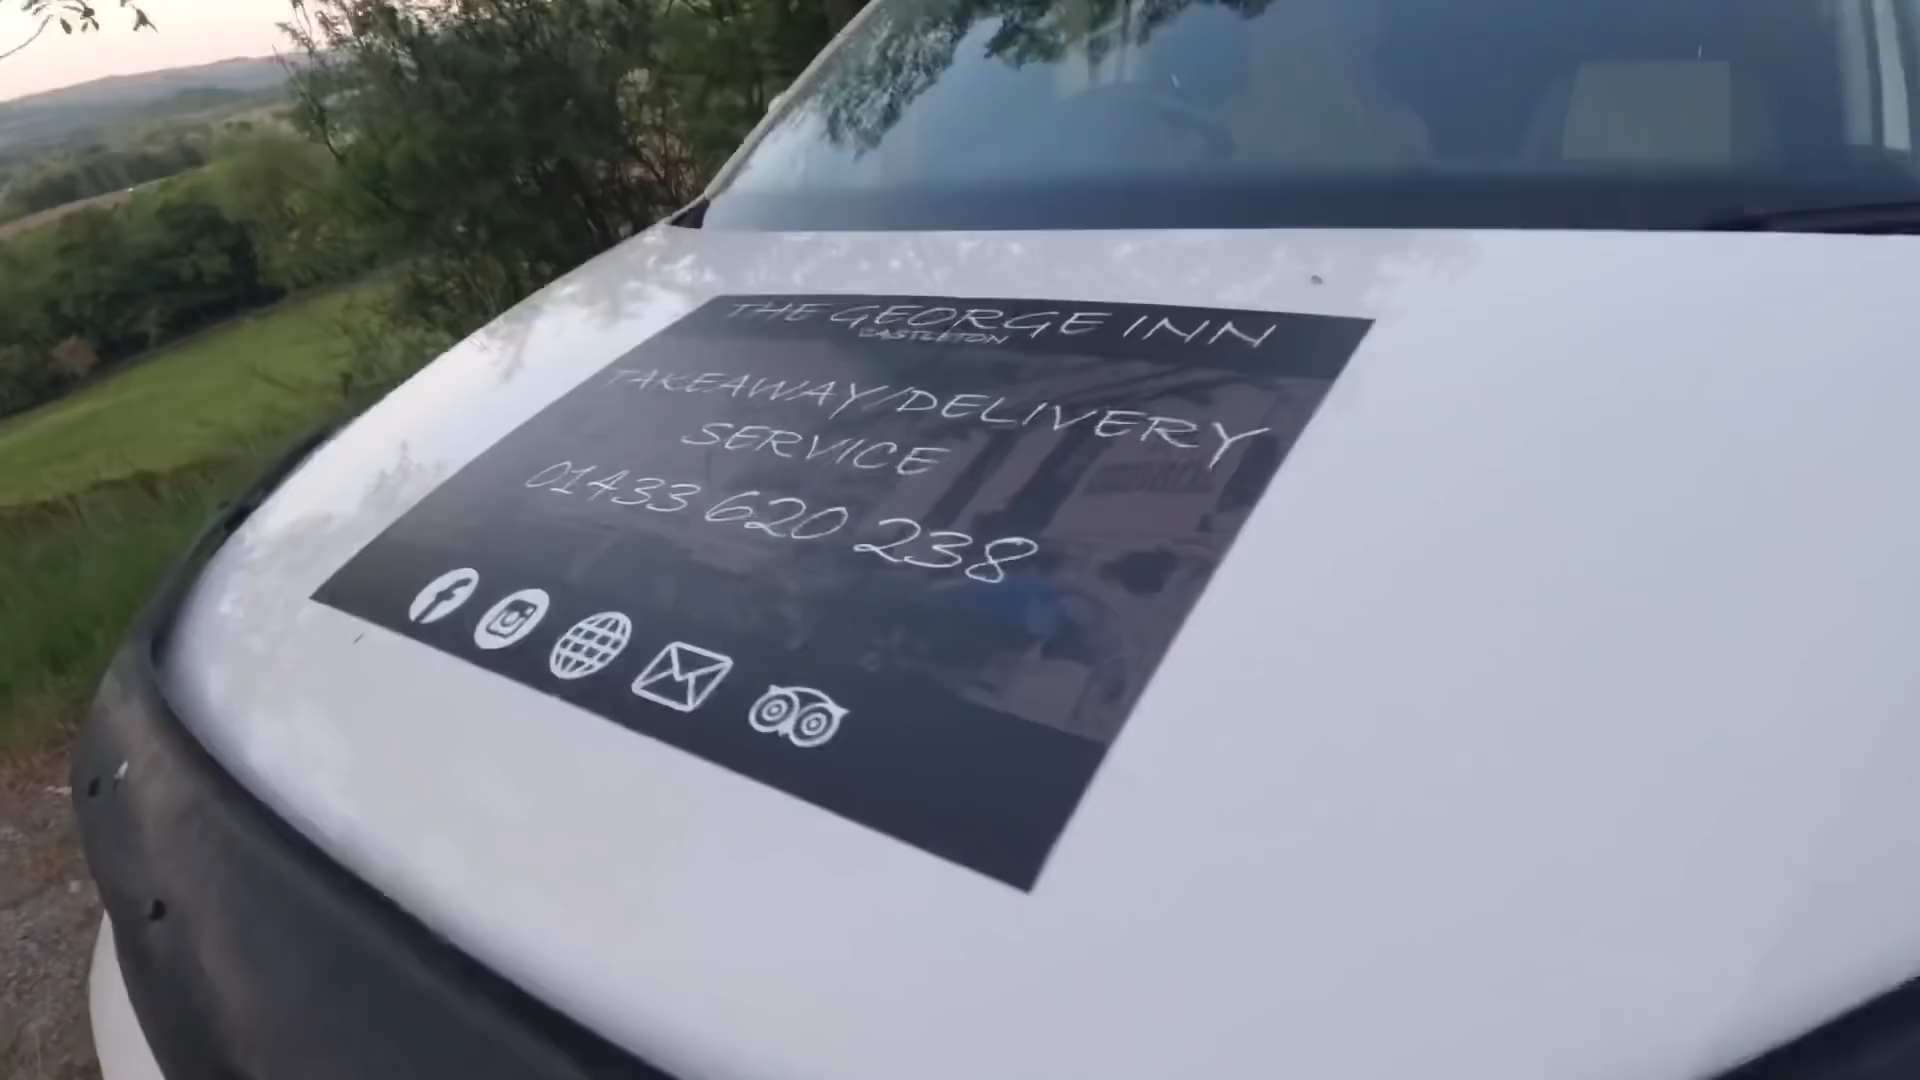 THE GEORGE INN
CASTLETON
TAKEAWAY/DELIVERY
SERVICE
01433 620 238